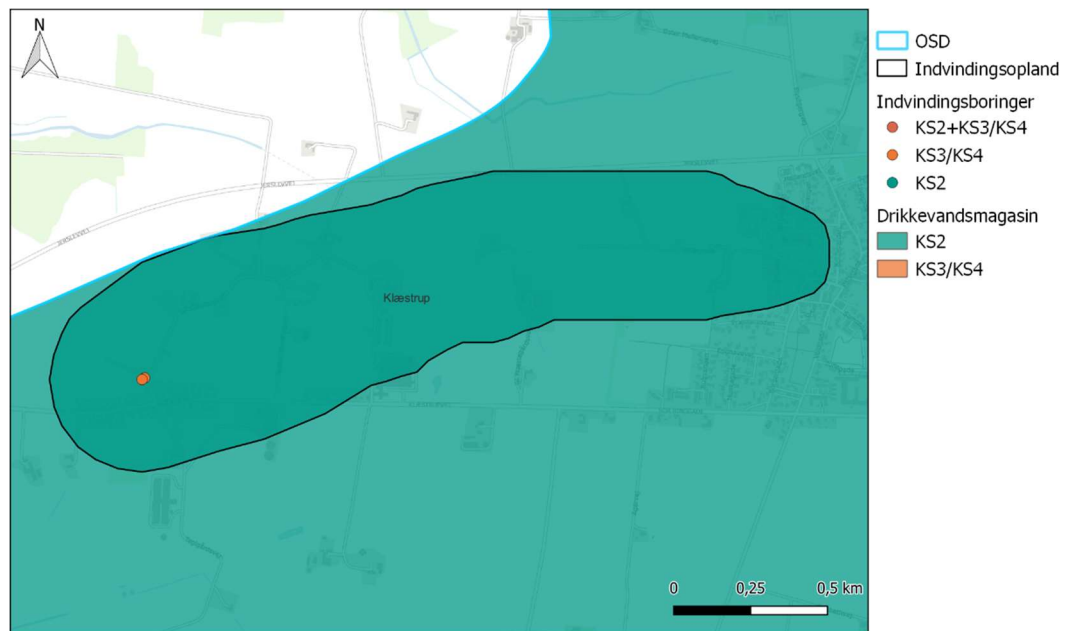 N
OSD
Indvindingsopland
Indvindingsboringer
KS2+KS3/KS4
KS3/KS4
KS2
Drikkevandsmagasin
KS2
KS3/KS4
Klæstrup
0 0,25 0,5 km